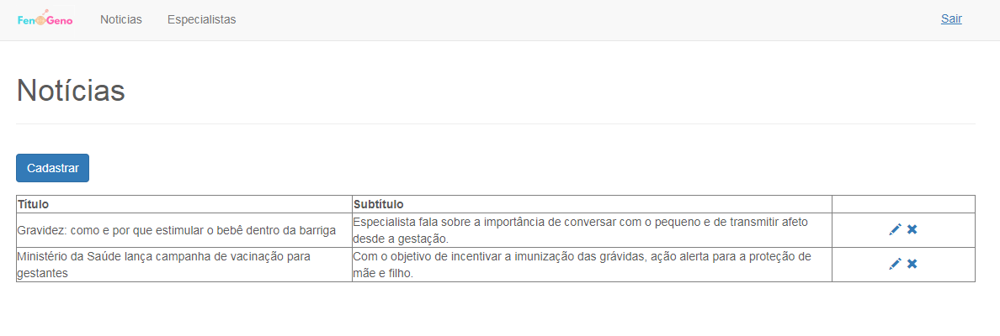 FenoGeno Noticias Especialistas Sair
Notícias
Cadastrar
Título Subtítulo
Gravidez: como e por que estimular o bebê dentro da barriga
Especialista fala sobre a importância de conversar com o pequeno e de transmitir afeto
desde a gestação.
Ministério da Saúde lança campanha de vacinação para
gestantes
Com o objetivo de incentivar a imunização das grávidas, ação alerta para a proteção de
mãe e filho.